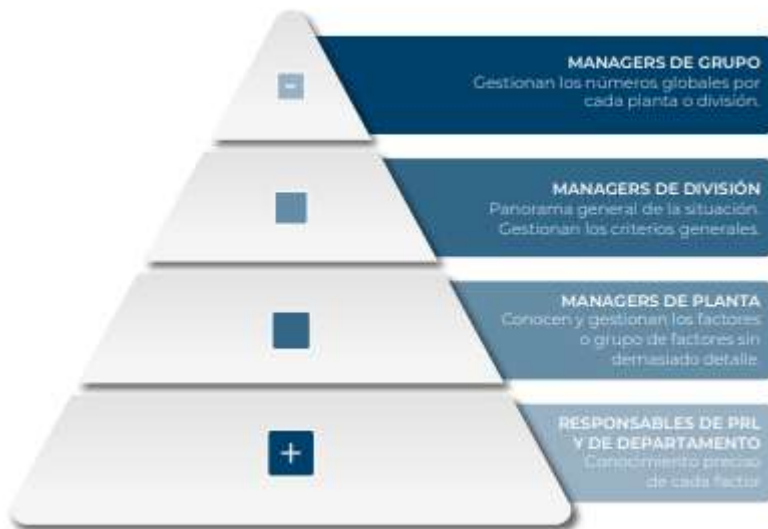 MANAGERS DE GRUPO
Gestionan los números globales por
cada planta o división.
MANAGERS DE DIVISIÓN
Panorama general de la situación.
Gestionan los criterios generales.
MANAGERS DE PLANTA
Conocen y gestionan los factores
o grupo de factores sin
demasiado detalle.
RESPONSABLES DE PRL
Y DE DEPARTAMENTO
Conocimiento preciso
de cada factor